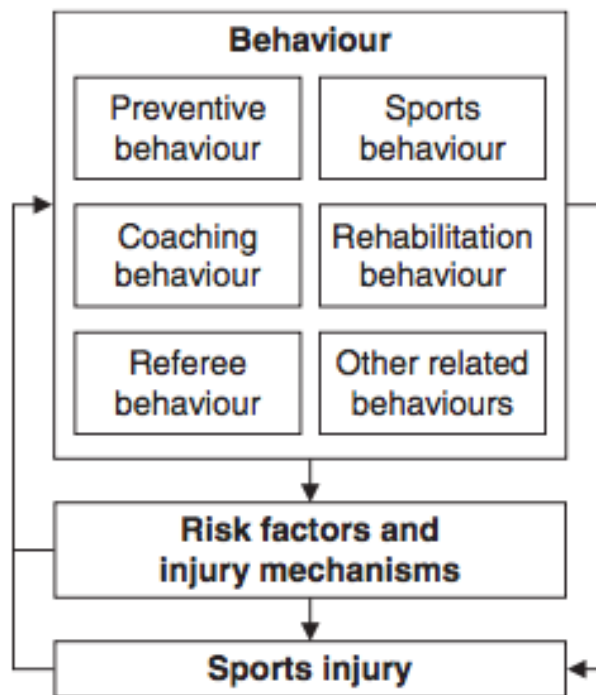 Behaviour
Preventive
behaviour
Sports
behaviour
Coaching
behaviour
Rehabilitation
behaviour
Referee
behaviour
Other related
behaviours
Risk factors and
injury mechanisms
Sports injury